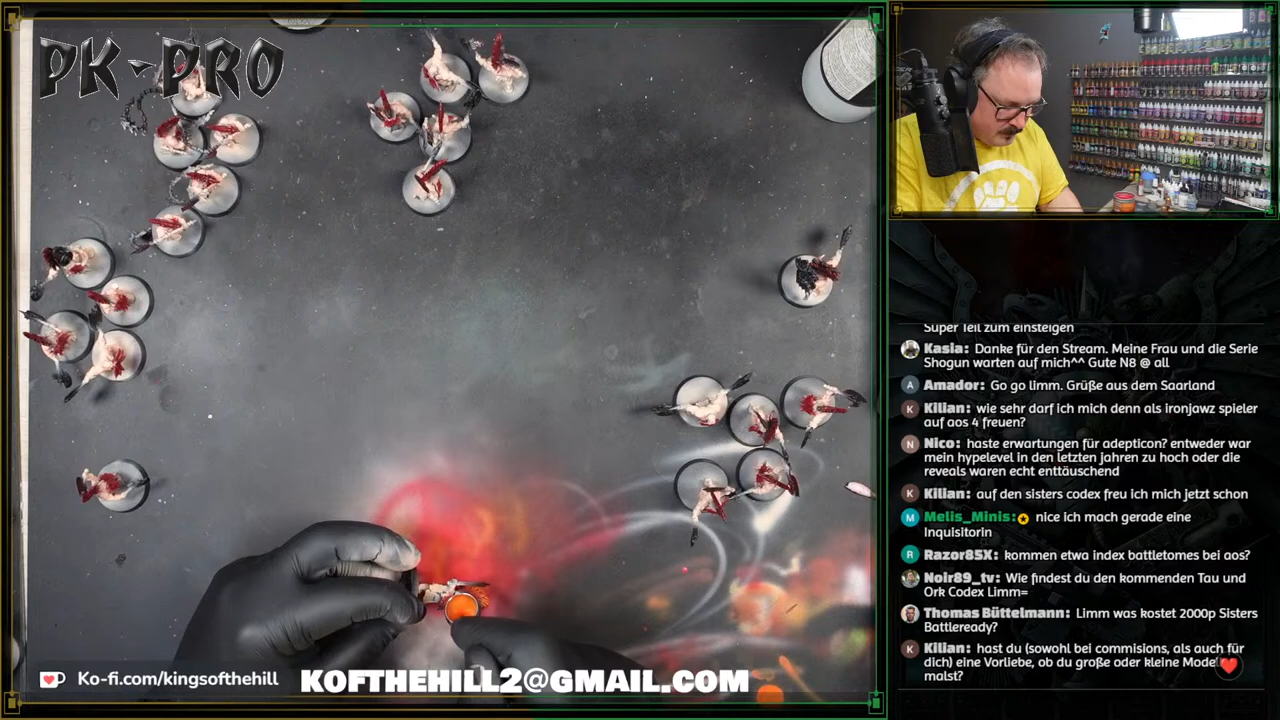 PK-PRO
Super Teil zum einsteigen
Kasia: Danke für den Stream. Meine Frau und die Serie
Shogun warten auf mich^^ Gute N8 @ all
A Amador: Go go limm. Grüße aus dem Saarland
K Kilian: wie sehr darf ich mich denn als ironjawz spieler
auf aos 4 freuen?
N Nico: haste erwartungen für adepticon? entweder war
mein hypelevel in den letzten jahren zu hoch oder die
reveals waren echt enttäuschend
K Kilian: auf den sisters codex freu ich mich jetzt schon
M Melis_Minis: nice ich mach gerade eine
Inquisitorin
R Razor85X: kommen etwa index battletomes bei aos?
Noir89_tv: Wie findest du den kommenden Tau und
Ork Codex Limm=
Thomas Büttelmann: Limm was kostet 2000p Sisters
Battleready?
K Kilian: hast du (sowohl bei commisions, als auch für
dich) eine Vorliebe, ob du große oder kleine
malst?
Ko-fi.com/kingsofthehill
KOFTHEHILL2@GMAIL.COM